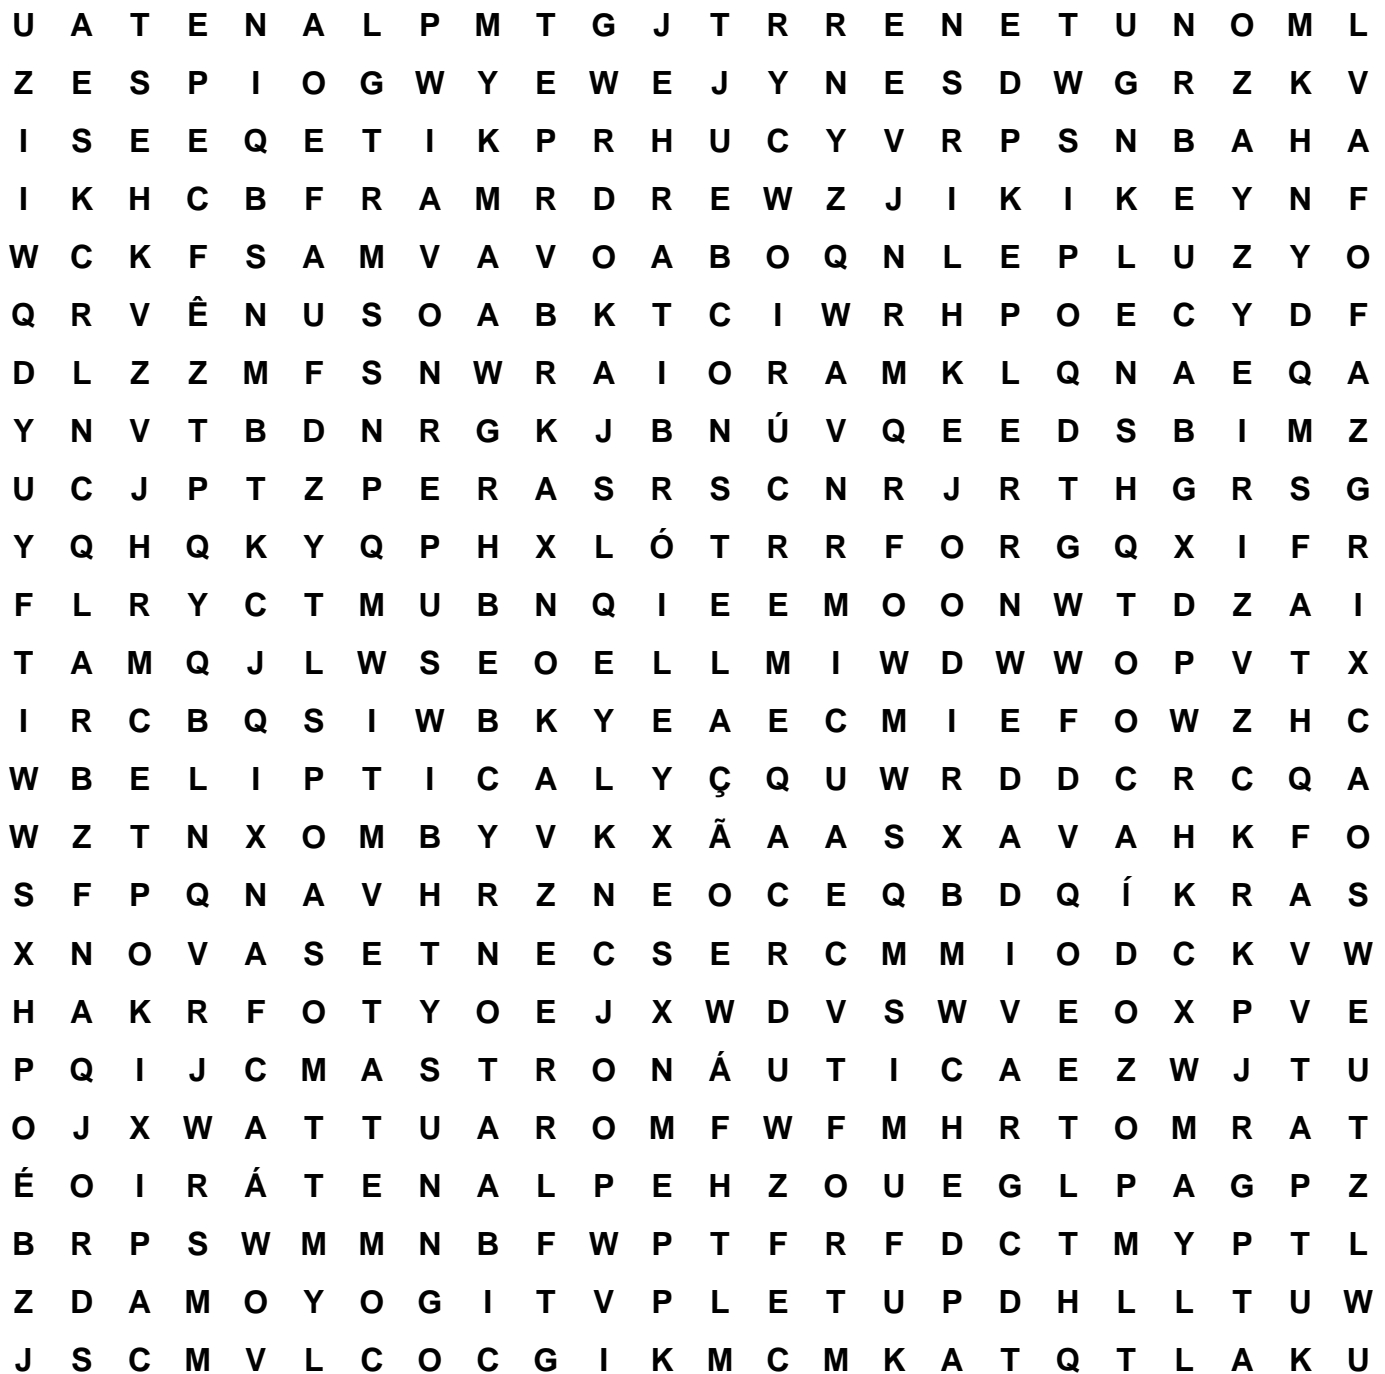 U A T E N A L P M T G J T R R E N E T U N O M L
Z E S P I O G W Y E W E J Y N E S D W G R Z K V
I S E E Q E T I K P R H U C Y V R P S N B A H A
I K H C B F R A M R D R E W Z J I K I K E Y N F
W C K F S A M V A V O A B O Q N L E P L U Z Y O
Q R V Ê N U S O A B K T C I W R H P O E C Y D F
D L Z Z M F S N W R A I O R A M K L Q N A E Q A
Y N V T B D N R G K J B N Ú V Q E E D S B I M Z
U C J P T Z P E R A S R S C N R J R T H G R S G
Y Q H Q K Y Q P H X L Ó T R R F O R G Q X I F R
F L R Y C T M U B N Q I E E M O O N W T D Z A I
T A M Q J L W S E O E L L M I W D W W O P V T X
I R C B Q S I W B K Y E A E C M I E F O W Z H C
W B E L I P T I C A L Y Ç Q U W R D D C R C Q A
W Z T N X O M B Y V K X Ã A A S X A V A H K F O
S F P Q N A V H R Z N E O C E Q B D Q Í K R A S
X N O V A S E T N E C S E R C M M I O D C K V W
H A K R F O T Y O E J X W D V S W V E O X P V E
P Q I J C M A S T R O N Á U T I C A E Z W J T U
O J X W A T T U A R O M F W F M H R T O M R A T
É O I R Á T E N A L P E H Z O U E G L P A G P Z
B R P S W M M N B F W P T F R F D C T M Y P T L
Z D A M O Y O G I T V P L E T U P D H L L T U W
J S C M V L C O C G I K M C M K A T Q T L A K U